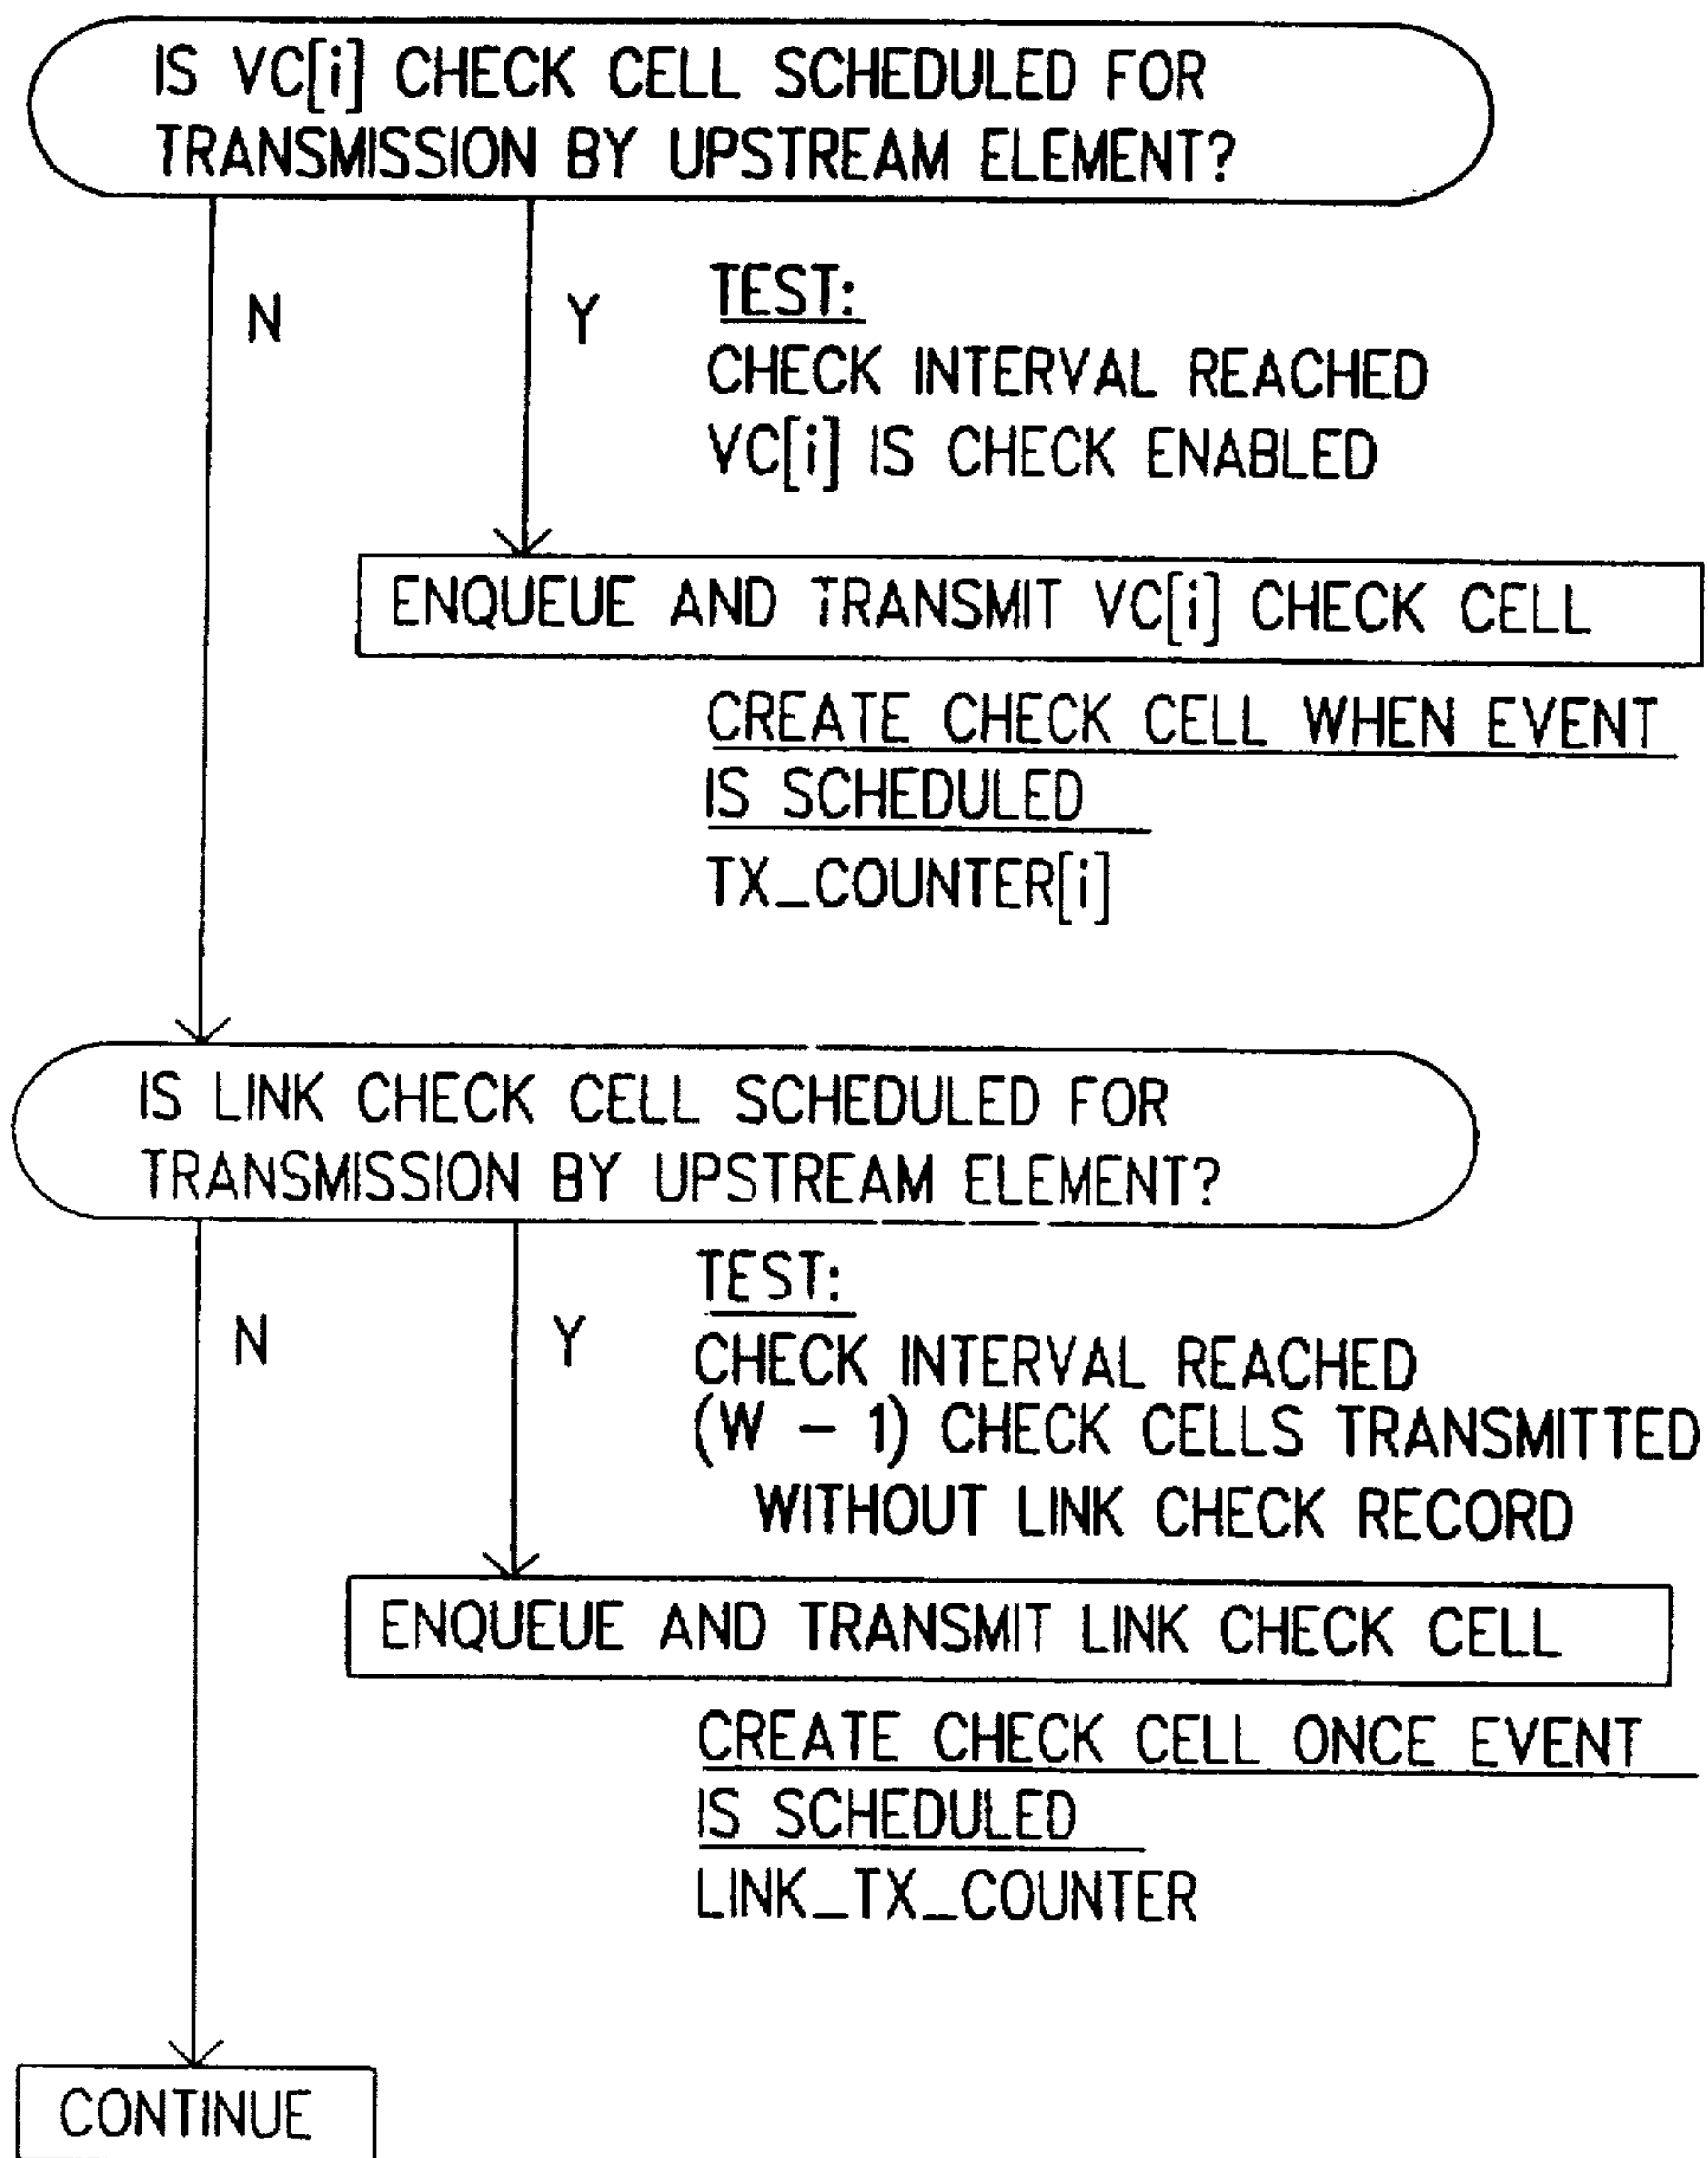 IS VC[i] CHECK CELL SCHEDULED FOR
TRANSMISSION BY UPSTREAM ELEMENT?
N
Y
TEST:
CHECK INTERVAL REACHED
VC[i] IS CHECK ENABLED
ENQUEUE AND TRANSMIT VC[i] CHECK CELL
CREATE CHECK CELL WHEN EVENT
IS SCHEDULED
TX_COUNTER[i]
IS LINK CHECK CELL SCHEDULED FOR
TRANSMISSION BY UPSTREAM ELEMENT?
N
Y
TEST:
CHECK INTERVAL REACHED
(W - 1) CHECK CELLS TRANSMITTED
WITHOUT LINK CHECK RECORD
ENQUEUE AND TRANSMIT LINK CHECK CELL
CREATE CHECK CELL ONCE EVENT
IS SCHEDULED
LINK_TX_COUNTER
CONTINUE